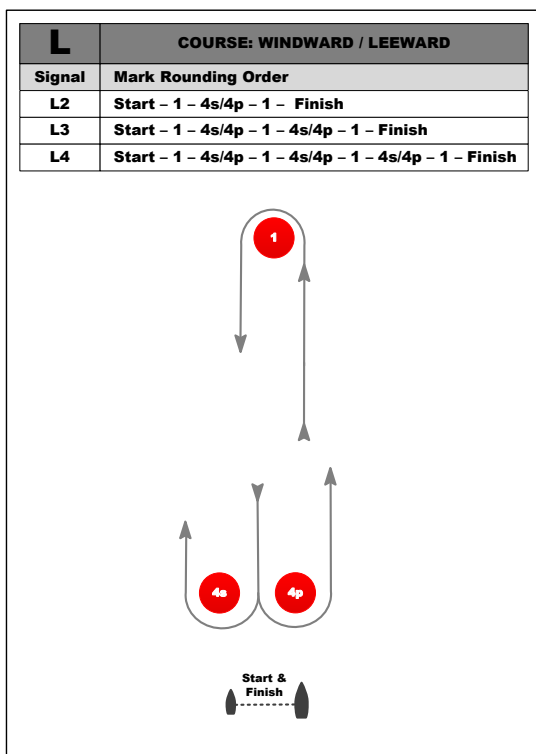 L COURSE: WINDWARD / LEEWARD
Signal Mark Rounding Order
L2 Start – 1 – 4s/4p – 1 – Finish
L3 Start – 1 – 4s/4p – 1 – 4s/4p – 1 – Finish
L4 Start – 1 – 4s/4p – 1 – 4s/4p – 1 – 4s/4p – 1 – Finish
1
4s 4p
Start &
Finish